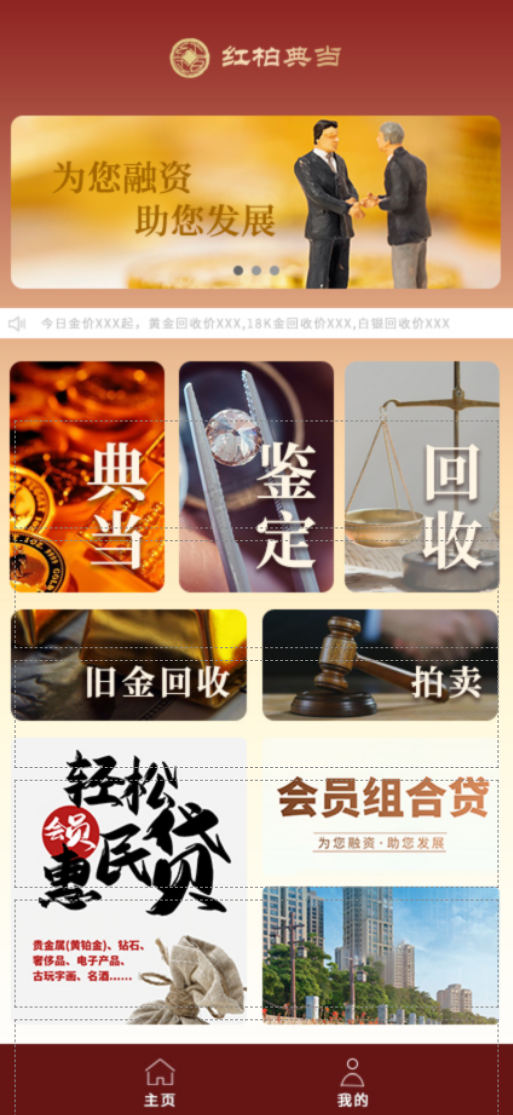 红柏典当
为您融资
助您发展
今日金价XXX起，黄金回收价XXX,18K金回收价XXX,白银回收价XXX
典当
鉴定
回收
旧金回收
拍卖
轻松
会员
贷
惠民
贵金属(黄铂金)、钻石、
奢侈品、电子产品、
古玩字画、名酒......
会员组合贷
为您融资·助您发展
主页
我的